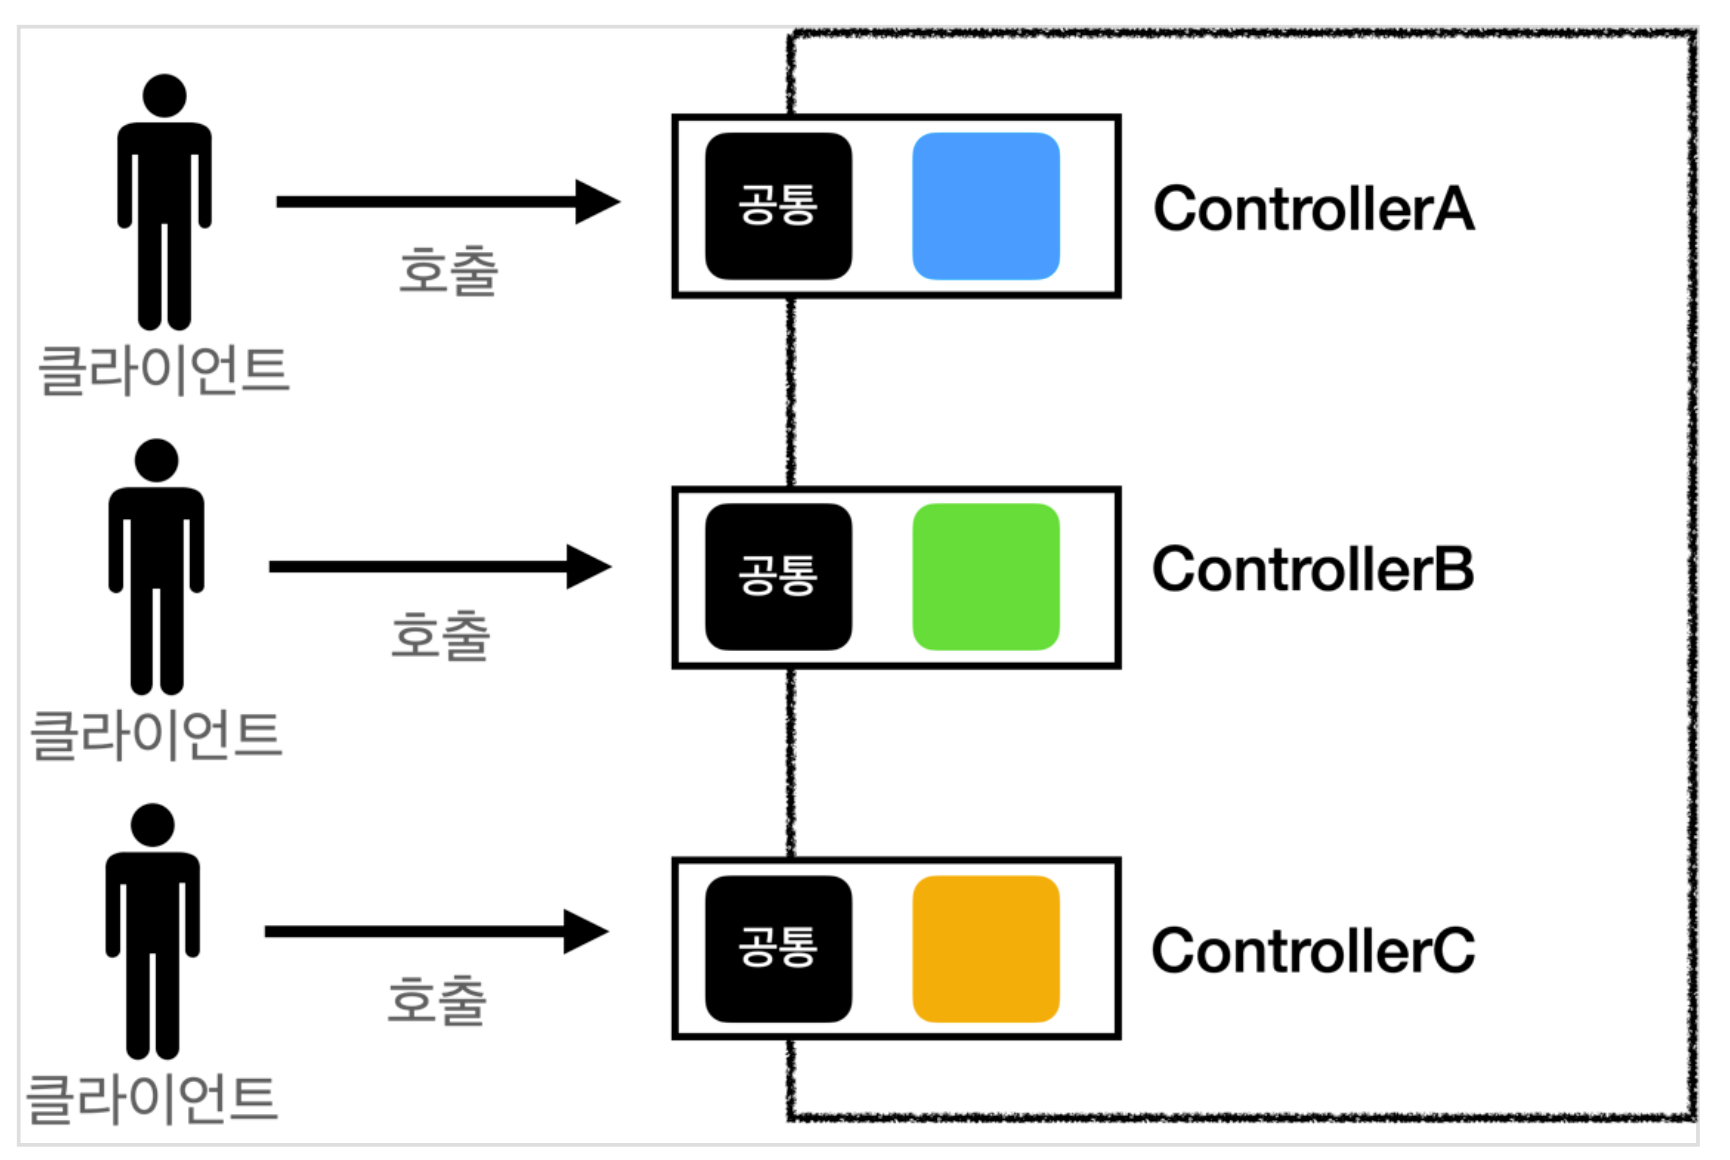 공통
ControllerA
호출
클라이언트
공통
ControllerB
호출
클라이언트
공통
ControllerC
호출
클라이언트